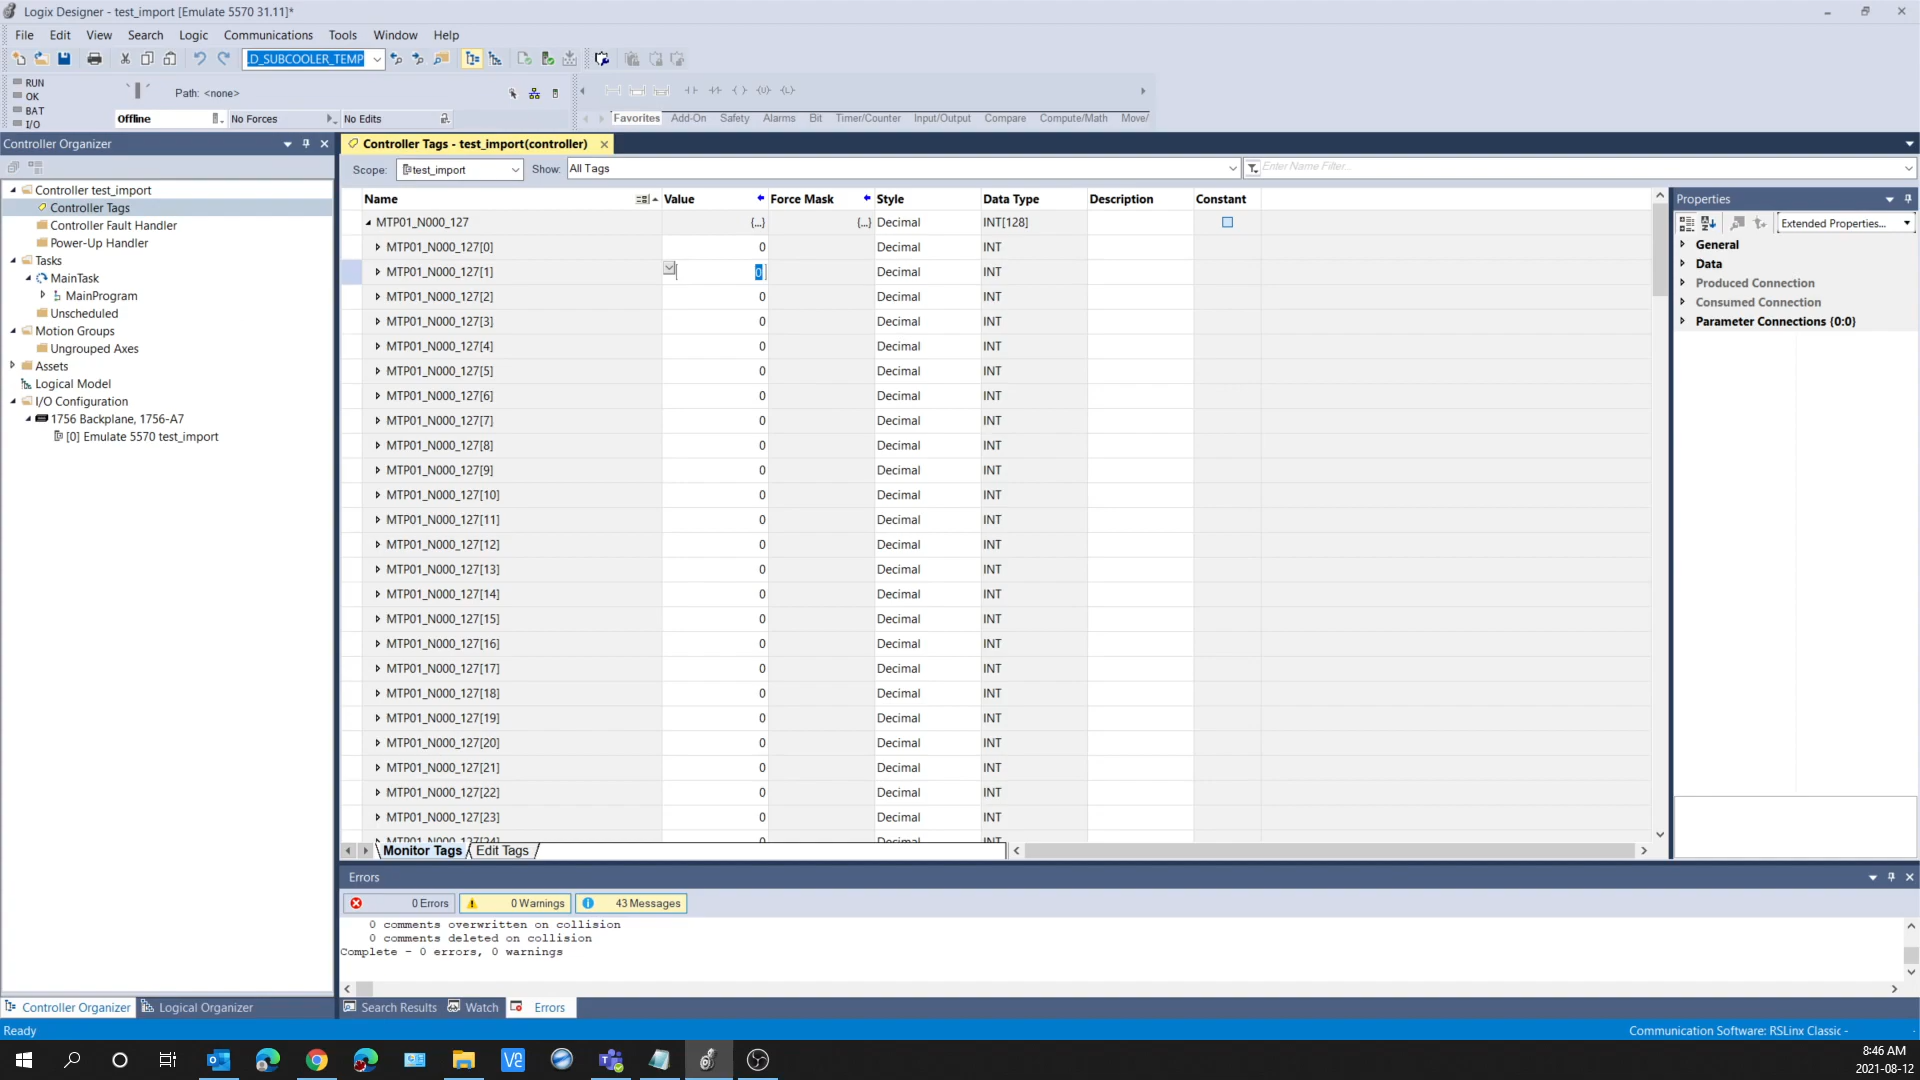 Logix Designer - test_import [Emulate 5570 31.11]*
File Edit View Search Logic Communications Tools Window Help
.D_SUBCOOLER_TEMP
RUN
OK
BAT
I/O
Path: <none>
Offline No Forces No Edits
Favorites Add-On Safety Alarms Bit Timer/Counter Input/Output Compare Compute/Math Move/
Controller Organizer
Controller test_import
Controller Tags
Controller Fault Handler
Power-Up Handler
Tasks
MainTask
MainProgram
Unscheduled
Motion Groups
Ungrouped Axes
Assets
Logical Model
I/O Configuration
1756 Backplane, 1756-A7
[0] Emulate 5570 test_import
Controller Organizer Logical Organizer
Controller Tags - test_import(controller)
Scope: test_import Show: All Tags Enter Name Filter...
Name Value Force Mask Style Data Type Description Constant
MTP01_N000_127 {...} {...} Decimal INT[128]
MTP01_N000_127[0] 0 Decimal INT
MTP01_N000_127[1] 0 Decimal INT
MTP01_N000_127[2] 0 Decimal INT
MTP01_N000_127[3] 0 Decimal INT
MTP01_N000_127[4] 0 Decimal INT
MTP01_N000_127[5] 0 Decimal INT
MTP01_N000_127[6] 0 Decimal INT
MTP01_N000_127[7] 0 Decimal INT
MTP01_N000_127[8] 0 Decimal INT
MTP01_N000_127[9] 0 Decimal INT
MTP01_N000_127[10] 0 Decimal INT
MTP01_N000_127[11] 0 Decimal INT
MTP01_N000_127[12] 0 Decimal INT
MTP01_N000_127[13] 0 Decimal INT
MTP01_N000_127[14] 0 Decimal INT
MTP01_N000_127[15] 0 Decimal INT
MTP01_N000_127[16] 0 Decimal INT
MTP01_N000_127[17] 0 Decimal INT
MTP01_N000_127[18] 0 Decimal INT
MTP01_N000_127[19] 0 Decimal INT
MTP01_N000_127[20] 0 Decimal INT
MTP01_N000_127[21] 0 Decimal INT
MTP01_N000_127[22] 0 Decimal INT
MTP01_N000_127[23] 0 Decimal INT
MTP01_N000_127[24] 0 Decimal INT
Monitor Tags Edit Tags
Properties
Extended Properties...
General
Data
Produced Connection
Consumed Connection
Parameter Connections {0:0}
Errors
0 Errors 0 Warnings 43 Messages
0 comments overwritten on collision
0 comments deleted on collision
Complete - 0 errors, 0 warnings
Search Results Watch Errors
Ready Communication Software: RSLinx Classic -
8:46 AM
2021-08-12